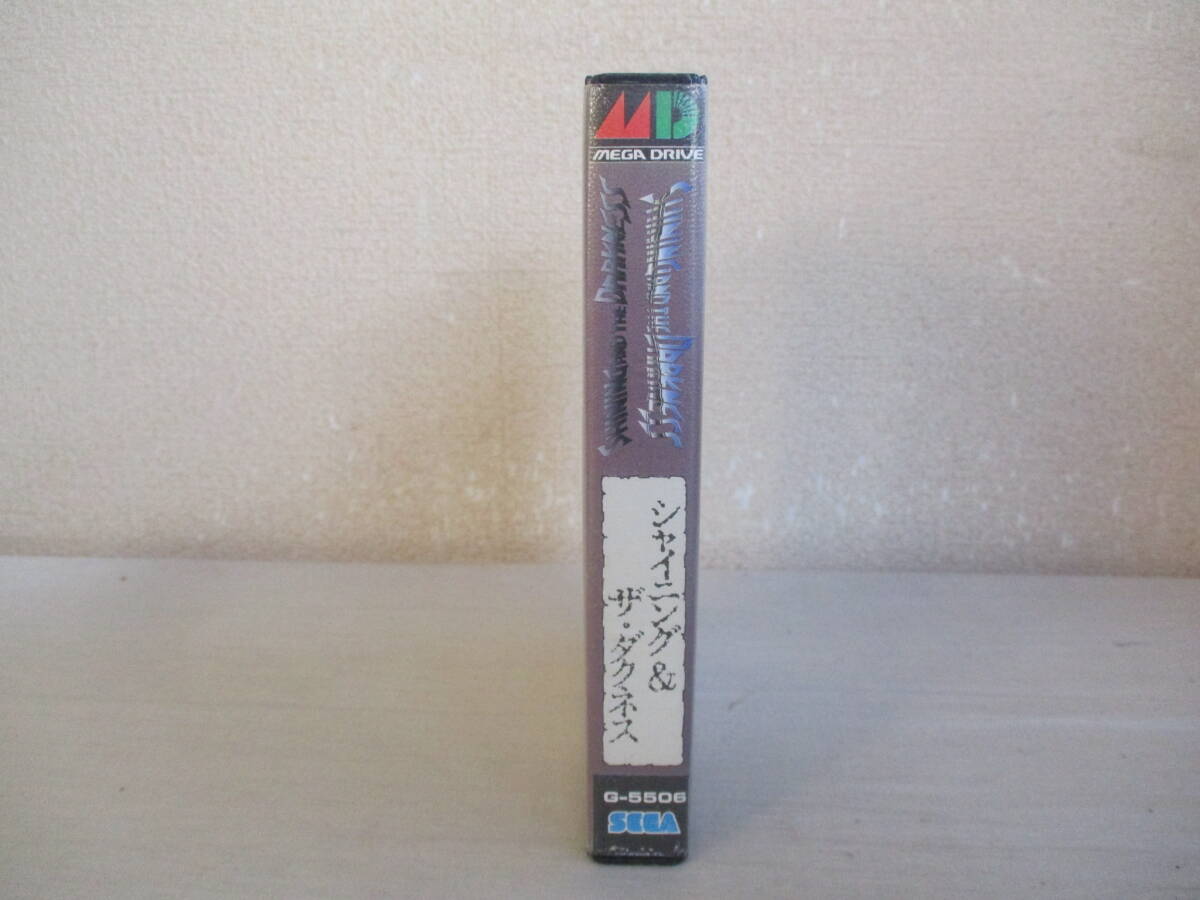 MD
MEGA DRIVE
SHINING AND THE DARKNESS
SHINING AND THE DARKNESS
シャイニング&
ザ・ダクネス
G-5506
SEGA